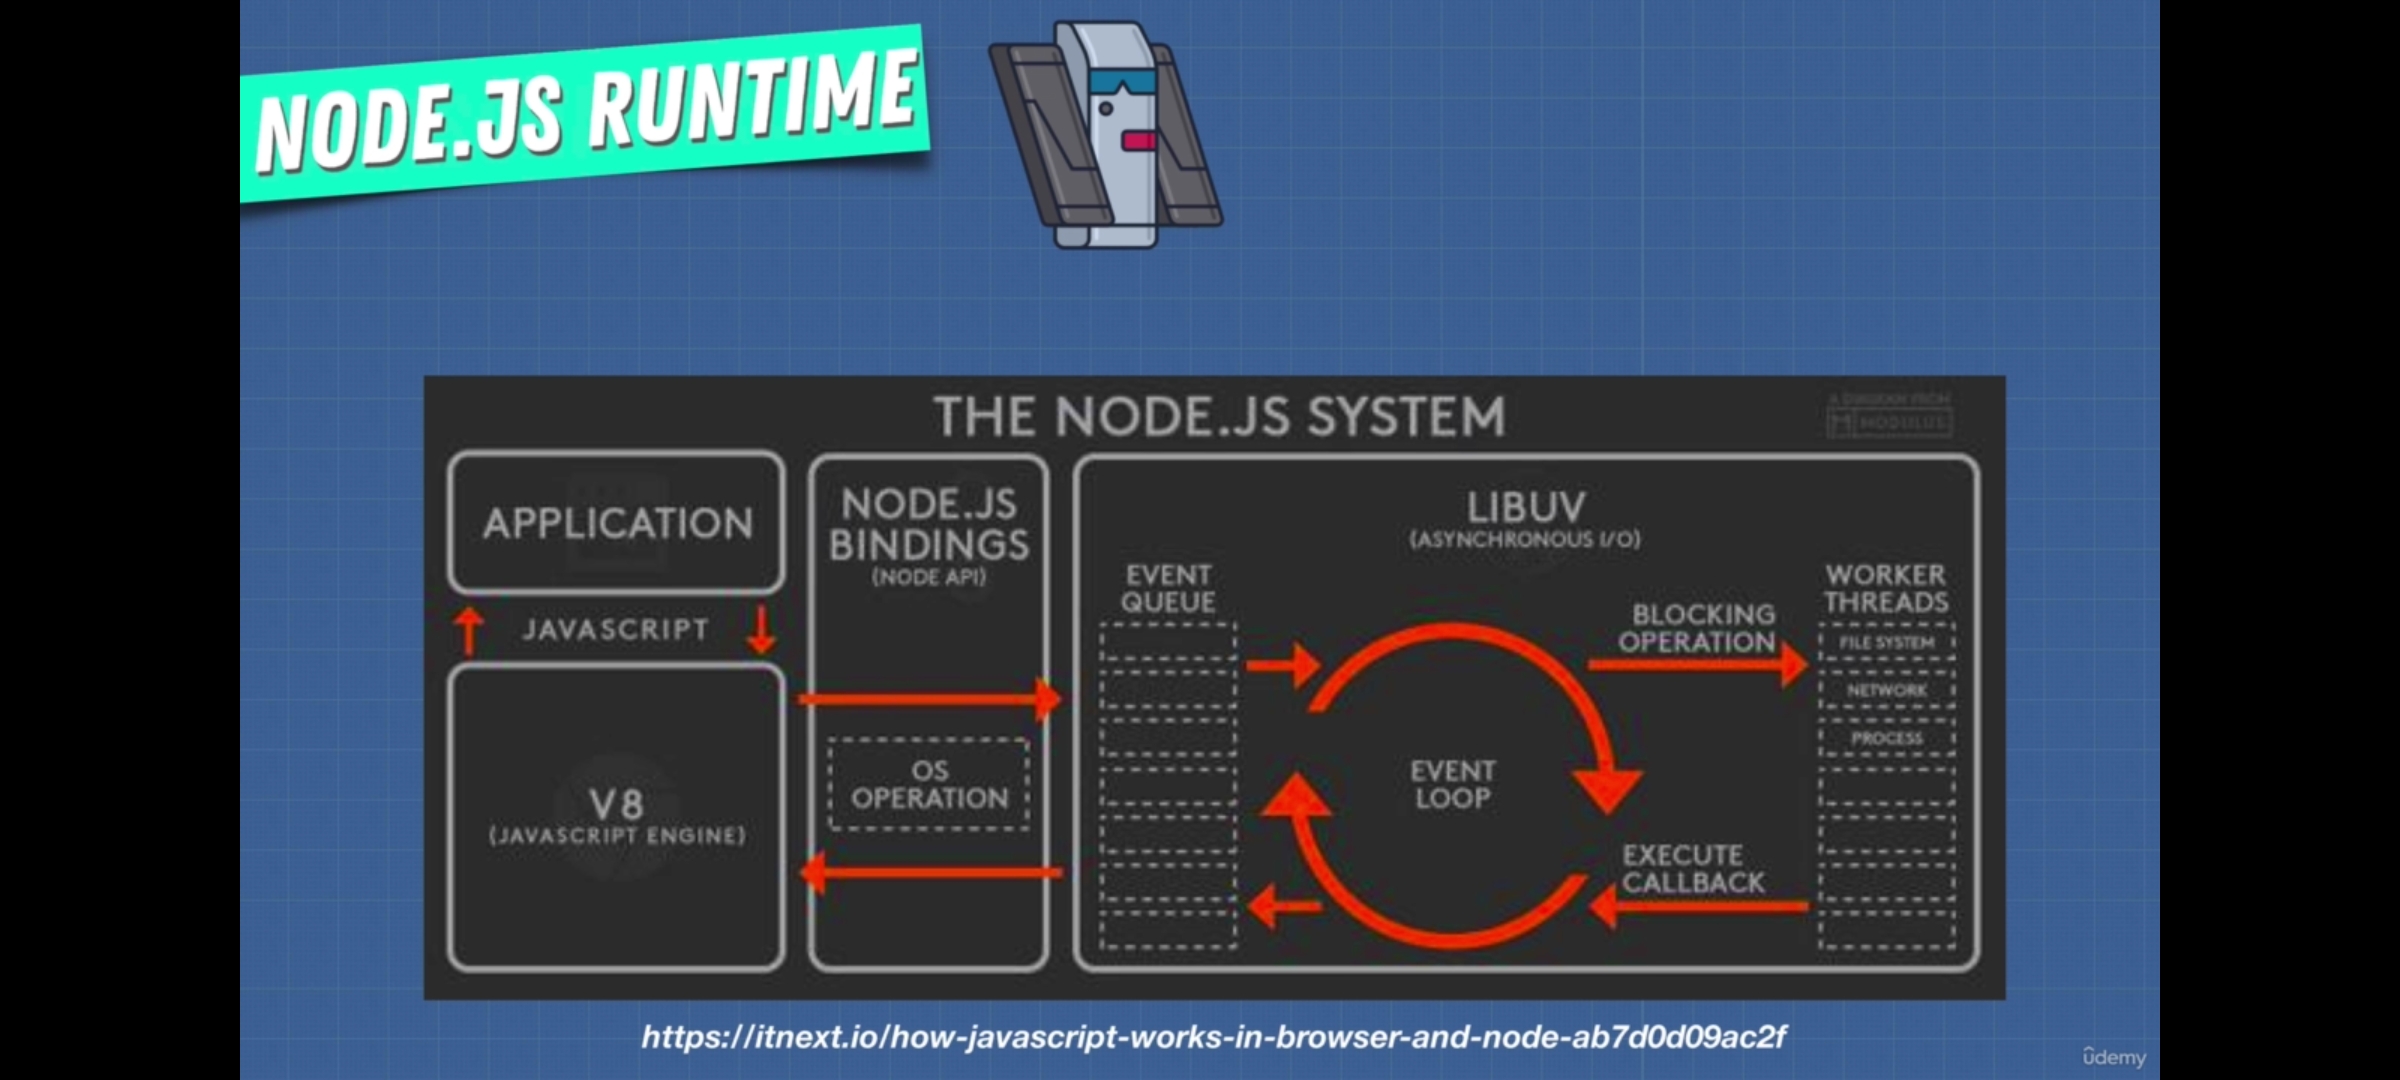 NODE.JS RUNTIME
THE NODE.JS SYSTEM
A DIAGRAM FROM
MODULUS
APPLICATION
JAVASCRIPT
V8
(JAVASCRIPT ENGINE)
NODE.JS
BINDINGS
(NODE API)
OS
OPERATION
LIBUV
(ASYNCHRONOUS I/O)
EVENT
QUEUE
EVENT
LOOP
BLOCKING
OPERATION
EXECUTE
CALLBACK
WORKER
THREADS
FILE SYSTEM
NETWORK
PROCESS
https://itnext.io/how-javascript-works-in-browser-and-node-ab7d0d09ac2f
ûdemy